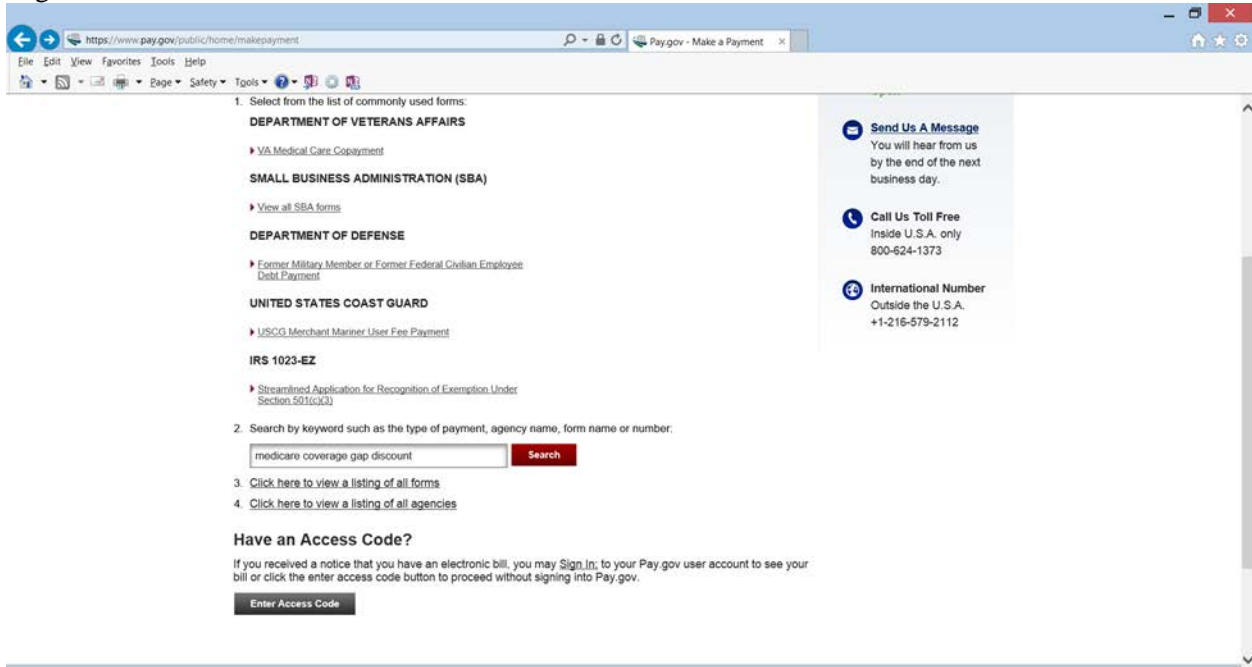 https://www.pay.gov/public/home/makepayment
Pay.gov - Make a Payment
File Edit View Favorites Tools Help
Page Safety Tools
1. Select from the list of commonly used forms:
DEPARTMENT OF VETERANS AFFAIRS
VA Medical Care Copayment
SMALL BUSINESS ADMINISTRATION (SBA)
View all SBA forms
DEPARTMENT OF DEFENSE
Former Military Member or Former Federal Civilian Employee
Debt Payment
UNITED STATES COAST GUARD
USCG Merchant Mariner User Fee Payment
IRS 1023-EZ
Streamlined Application for Recognition of Exemption Under
Section 501(c)(3)
2. Search by keyword such as the type of payment, agency name, form name or number:
medicare coverage gap discount
Search
3. Click here to view a listing of all forms
4. Click here to view a listing of all agencies
Have an Access Code?
If you received a notice that you have an electronic bill, you may Sign In; to your Pay.gov user account to see your
bill or click the enter access code button to proceed without signing into Pay.gov.
Enter Access Code
Send Us A Message
You will hear from us
by the end of the next
business day.
Call Us Toll Free
Inside U.S.A. only
800-624-1373
International Number
Outside the U.S.A.
+1-216-579-2112